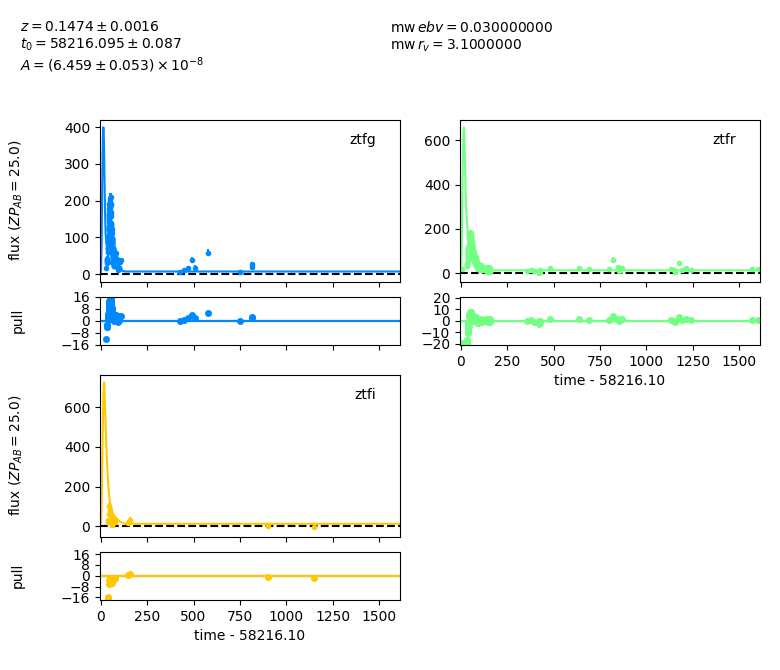 z = 0.1474 ± 0.0016
t₀ = 58216.095 ± 0.087
A = (6.459 ± 0.053) × 10⁻⁸
mw ebv = 0.030000000
mw r_v = 3.1000000
flux (ZP_AB = 25.0)
400
300
200
100
0
ztfg
600
400
200
0
ztfr
pull
16
8
0
−8
−16
20
10
0
−10
−20
0 250 500 750 1000 1250 1500
time - 58216.10
flux (ZP_AB = 25.0)
600
400
200
0
ztfi
pull
16
8
0
−8
−16
0 250 500 750 1000 1250 1500
time - 58216.10